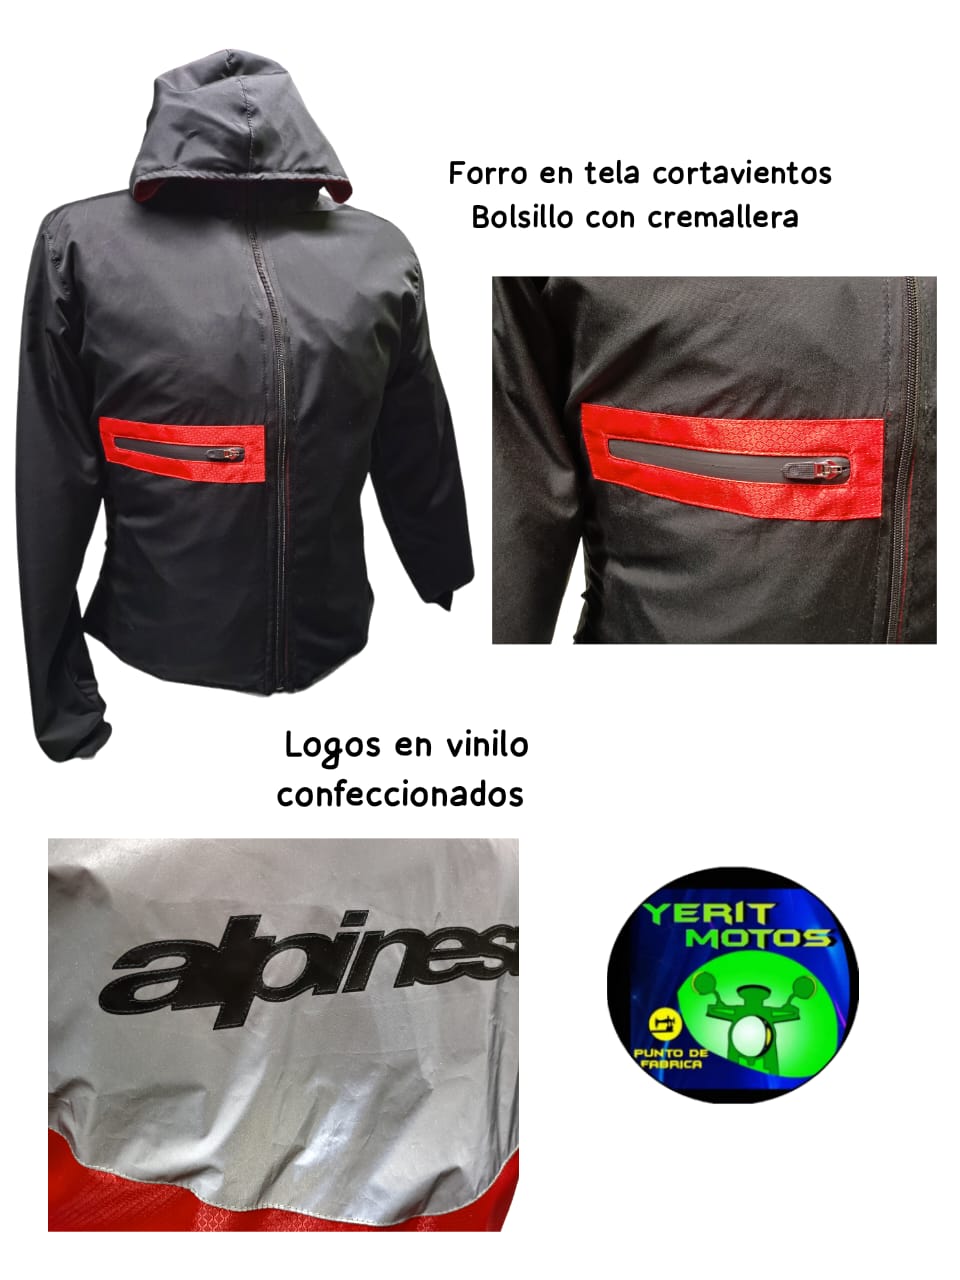 Forro en tela cortavientos
Bolsillo con cremallera
Logos en vinilo
confeccionados
alpines
YERIT
MOTOS
PUNTO DE
FABRICA